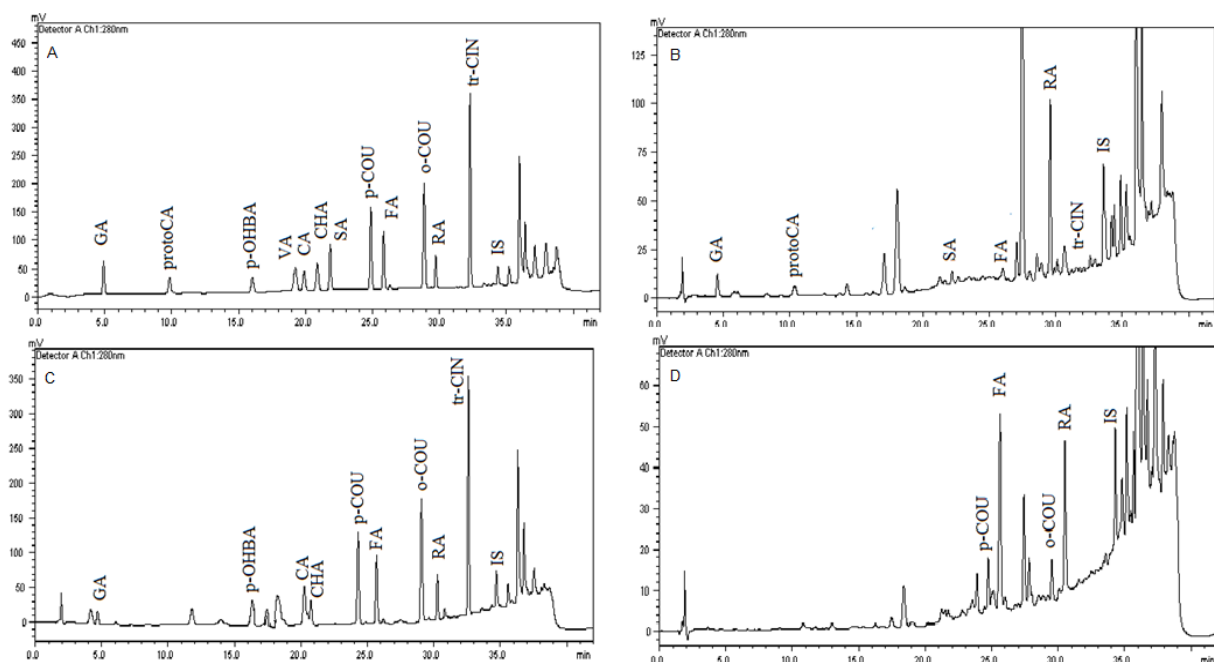 mV
Detector A Ch1:280nm
A
450
400
350
300
250
200
150
100
50
0
GA
protoCA
p-OHBA
VA
CA
CHA
SA
p-COU
FA
o-COU
RA
tr-CIN
IS
0.0 5.0 10.0 15.0 20.0 25.0 30.0 35.0 min
mV
Detector A Ch1:280nm
B
125
100
75
50
25
0
GA
protoCA
SA
FA
RA
tr-CIN
IS
0.0 5.0 10.0 15.0 20.0 25.0 30.0 35.0 min
mV
Detector A Ch1:280nm
C
350
300
250
200
150
100
50
0
GA
p-OHBA
CA
CHA
p-COU
FA
o-COU
RA
tr-CIN
IS
0.0 5.0 10.0 15.0 20.0 25.0 30.0 35.0 min
mV
Detector A Ch1:280nm
D
60
50
40
30
20
10
0
p-COU
FA
o-COU
RA
IS
0.0 5.0 10.0 15.0 20.0 25.0 30.0 35.0 min